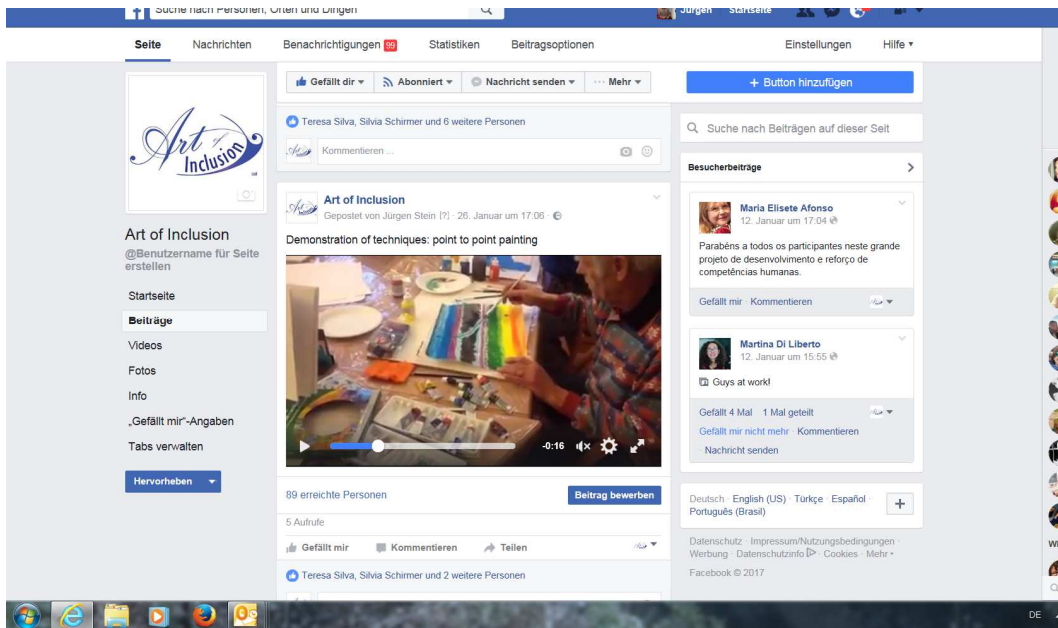 Suche nach Personen, Orten und Dingen
Jürgen Startseite
Seite Nachrichten Benachrichtigungen 99 Statistiken Beitragsoptionen Einstellungen Hilfe
Art of Inclusion
Art of Inclusion
@Benutzername für Seite
erstellen
Startseite
Beiträge
Videos
Fotos
Info
„Gefällt mir“-Angaben
Tabs verwalten
Hervorheben
Gefällt dir Abonniert Nachricht senden ··· Mehr
Teresa Silva, Silvia Schirmer und 6 weitere Personen
Kommentieren ...
Art of Inclusion
Gepostet von Jürgen Stein [?] · 26. Januar um 17:06 ·
Demonstration of techniques: point to point painting
-0:16
89 erreichte Personen
Beitrag bewerben
5 Aufrufe
Gefällt mir Kommentieren Teilen
Teresa Silva, Silvia Schirmer und 2 weitere Personen
+ Button hinzufügen
Suche nach Beiträgen auf dieser Seit
Besucherbeiträge
Maria Elisete Afonso
12. Januar um 17:04
Parabéns a todos os participantes neste grande
projeto de desenvolvimento e reforço de
competências humanas.
Gefällt mir · Kommentieren
Martina Di Liberto
12. Januar um 15:55
Guys at work!
Gefällt 4 Mal 1 Mal geteilt
Gefällt mir nicht mehr · Kommentieren
· Nachricht senden
Deutsch · English (US) · Türkçe · Español ·
Português (Brasil)
+
Datenschutz · Impressum/Nutzungsbedingungen ·
Werbung · Datenschutzinfo · Cookies · Mehr
Facebook © 2017
DE